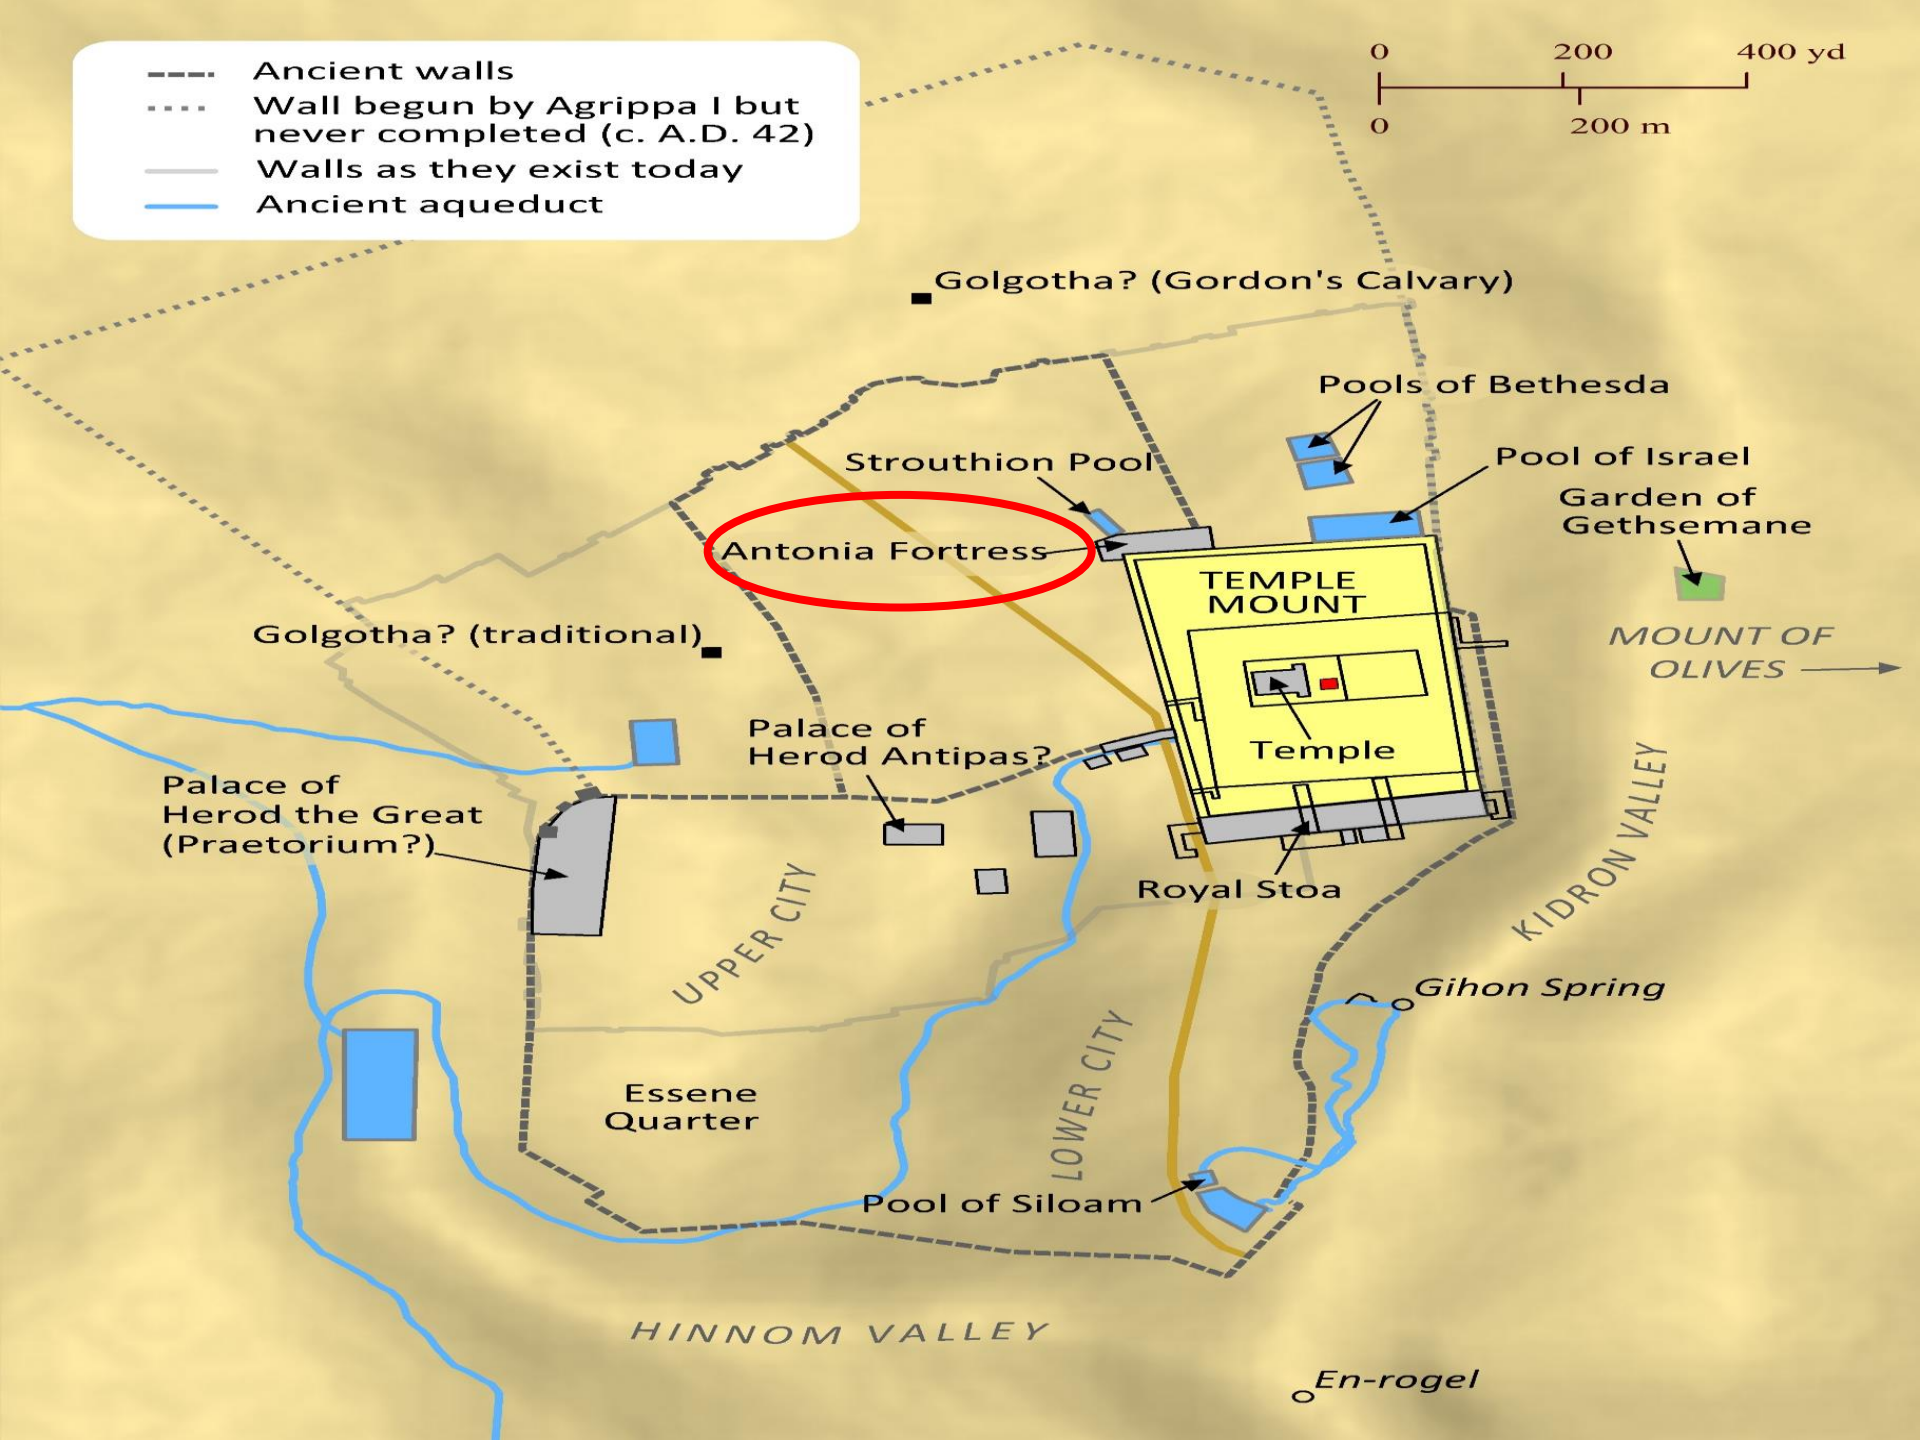 Ancient walls
Wall begun by Agrippa I but
never completed (c. A.D. 42)
Walls as they exist today
Ancient aqueduct
0 200 400 yd
0 200 m
Golgotha? (Gordon's Calvary)
Pools of Bethesda
Strouthion Pool
Pool of Israel
Garden of
Gethsemane
Antonia Fortress
TEMPLE
MOUNT
Golgotha? (traditional)
MOUNT OF
OLIVES
Palace of
Herod Antipas?
Temple
Palace of
Herod the Great
(Praetorium?)
KIDRON VALLEY
UPPER CITY
Royal Stoa
Gihon Spring
LOWER CITY
Essene
Quarter
Pool of Siloam
HINNOM VALLEY
En-rogel